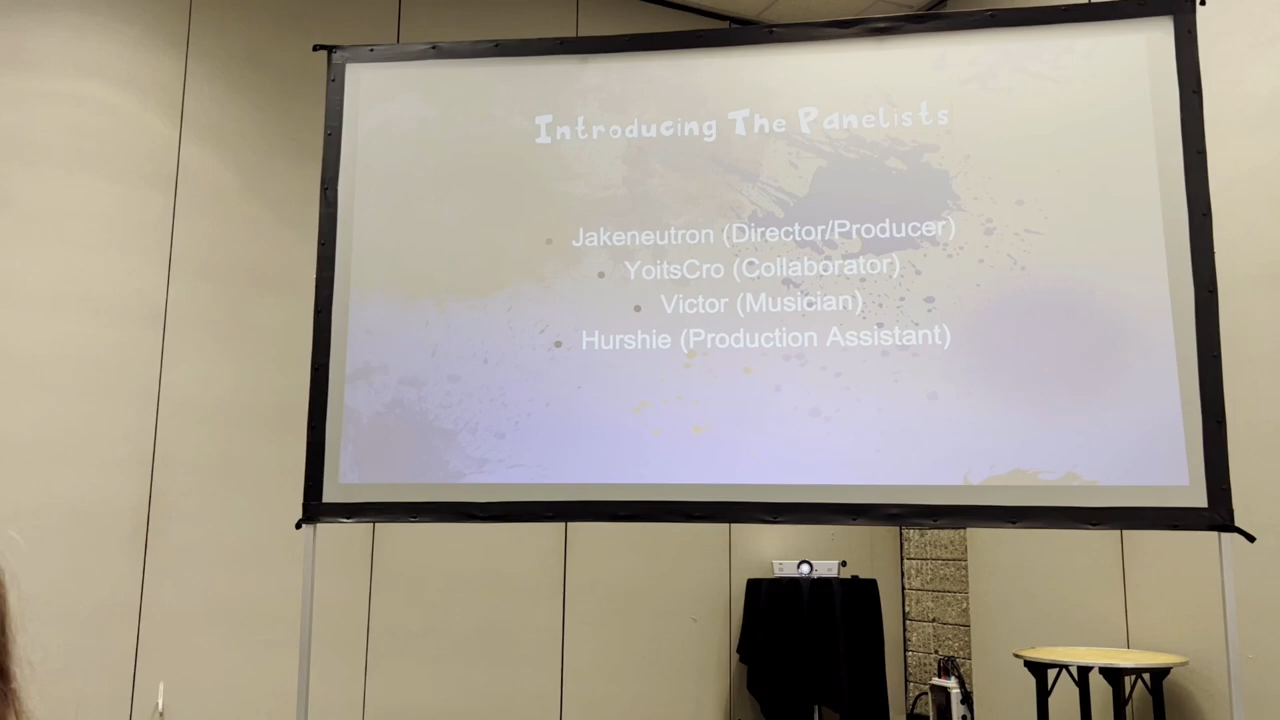 Introducing The Panelists
Jakeneutron (Director/Producer)
YoitsCro (Collaborator)
Victor (Musician)
Hurshie (Production Assistant)